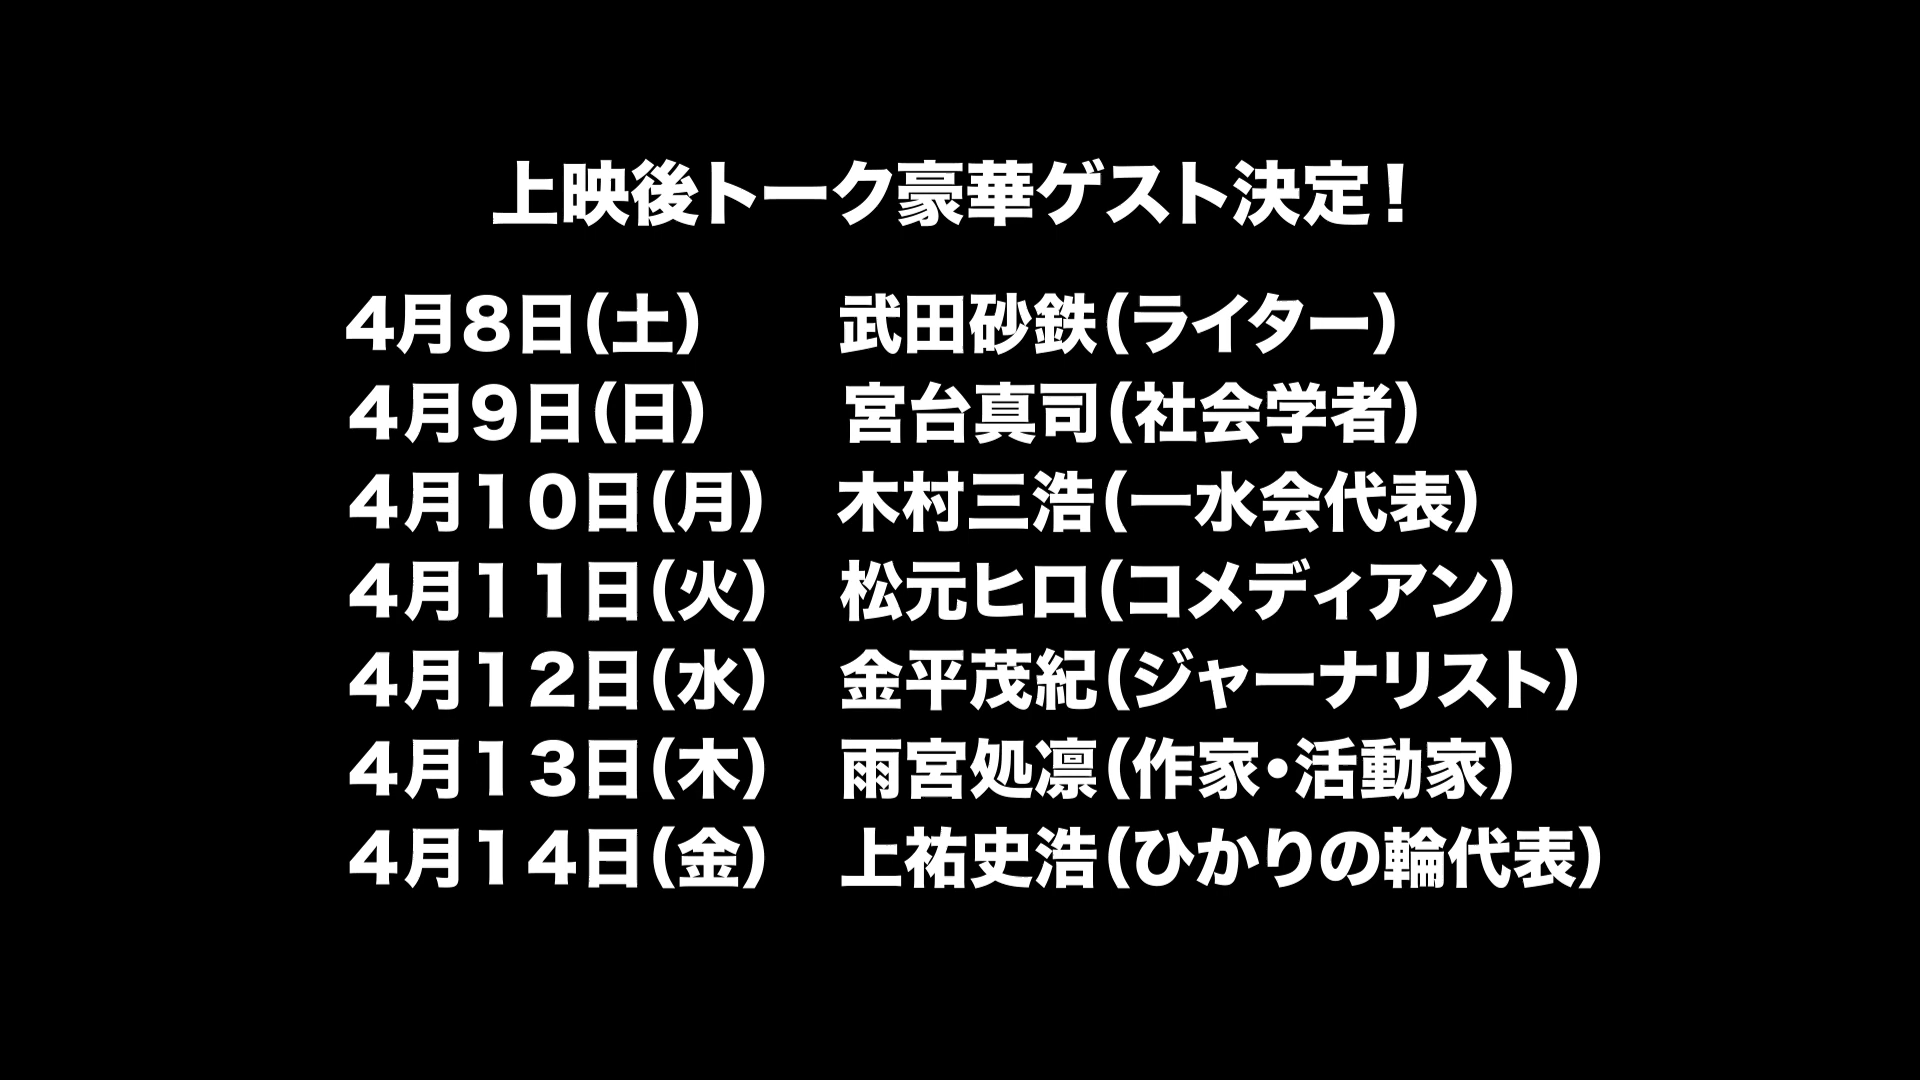 上映後トーク豪華ゲスト決定！
４月８日（土）　武田砂鉄（ライター）
４月９日（日）　宮台真司（社会学者）
４月１０日（月）　木村三浩（一水会代表）
４月１１日（火）　松元ヒロ（コメディアン）
４月１２日（水）　金平茂紀（ジャーナリスト）
４月１３日（木）　雨宮処凛（作家・活動家）
４月１４日（金）　上祐史浩（ひかりの輪代表）